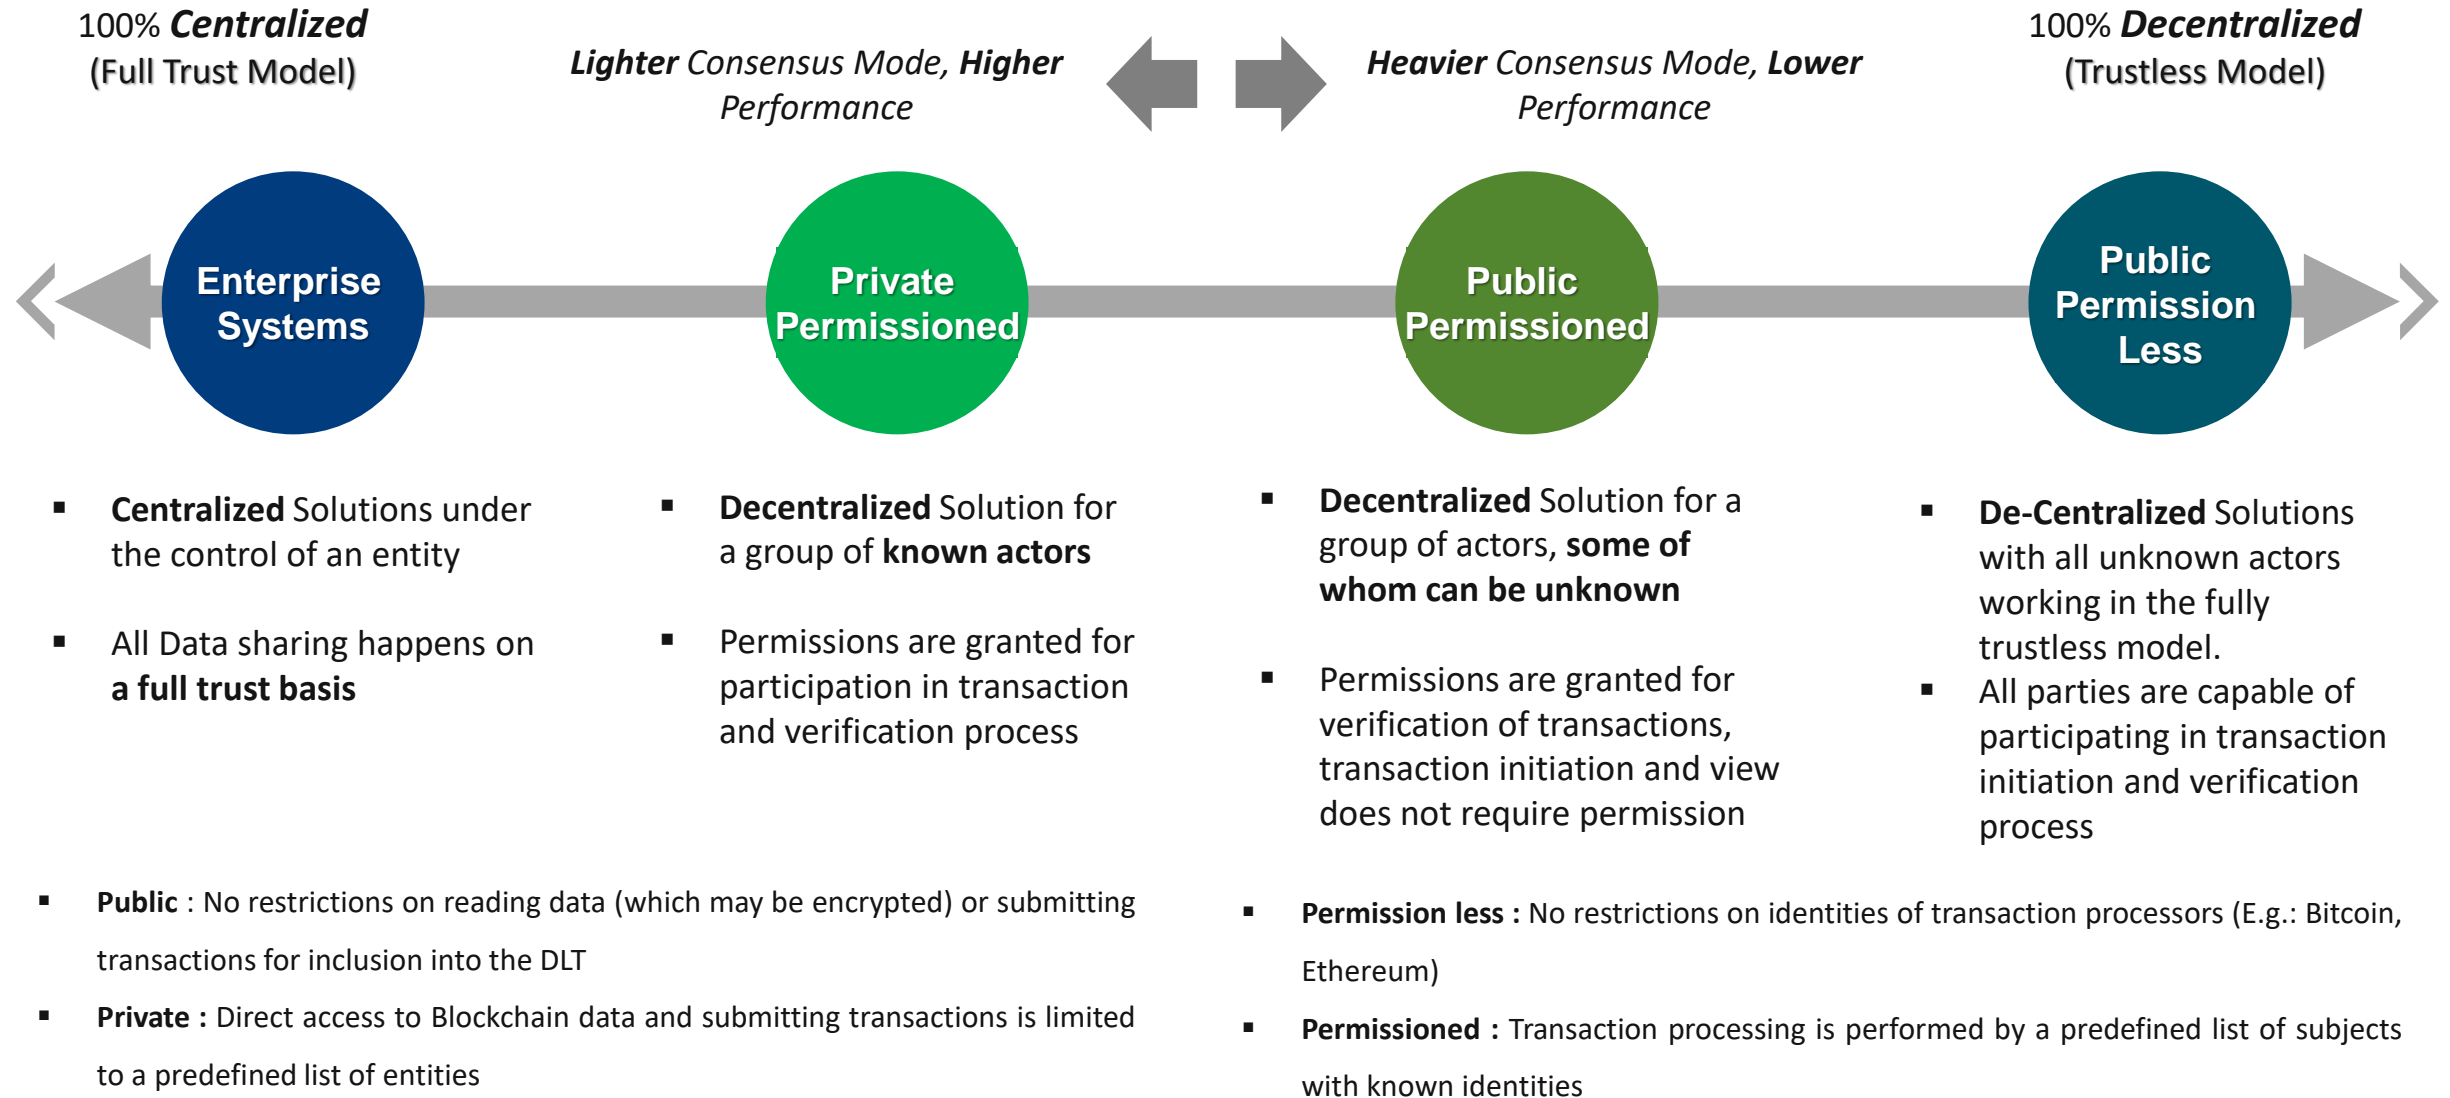 100% Centralized
(Full Trust Model)
Lighter Consensus Mode, Higher
Performance
Heavier Consensus Mode, Lower
Performance
100% Decentralized
(Trustless Model)
Enterprise
Systems
Private
Permissioned
Public
Permissioned
Public
Permission
Less
▪ Centralized Solutions under
the control of an entity
▪ All Data sharing happens on
a full trust basis
▪ Decentralized Solution for
a group of known actors
▪ Permissions are granted for
participation in transaction
and verification process
▪ Decentralized Solution for a
group of actors, some of
whom can be unknown
▪ Permissions are granted for
verification of transactions,
transaction initiation and view
does not require permission
▪ De-Centralized Solutions
with all unknown actors
working in the fully
trustless model.
▪ All parties are capable of
participating in transaction
initiation and verification
process
▪ Public : No restrictions on reading data (which may be encrypted) or submitting
transactions for inclusion into the DLT
▪ Private : Direct access to Blockchain data and submitting transactions is limited
to a predefined list of entities
▪ Permission less : No restrictions on identities of transaction processors (E.g.: Bitcoin,
Ethereum)
▪ Permissioned : Transaction processing is performed by a predefined list of subjects
with known identities